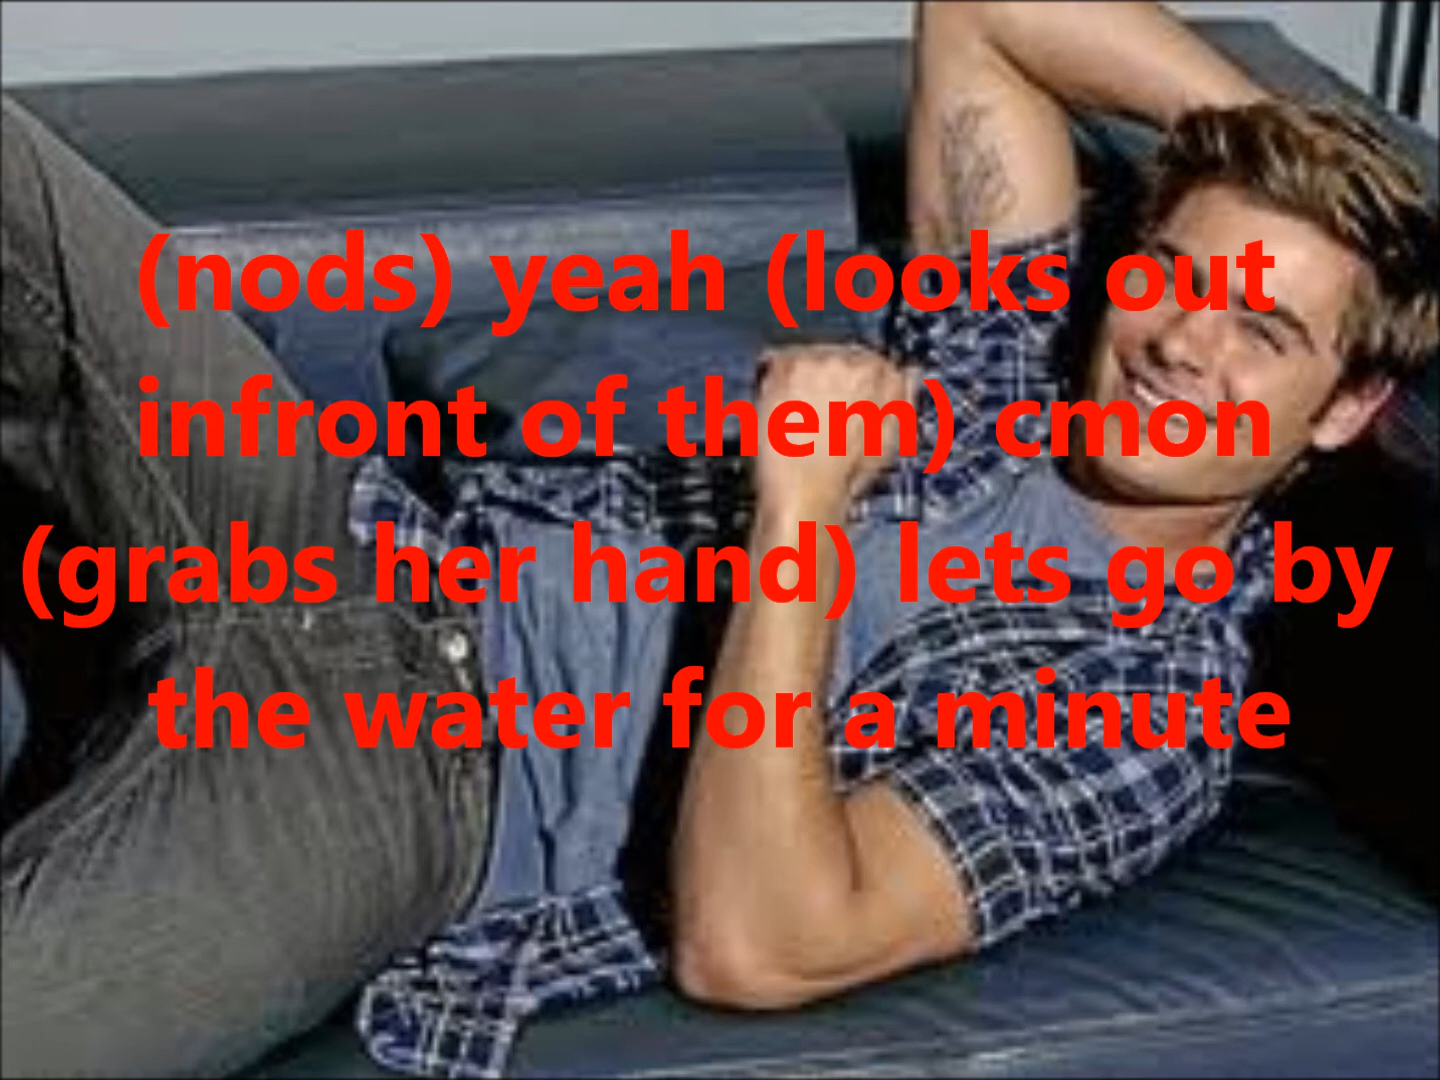 (nods) yeah (looks out
infront of them) cmon
(grabs her hand) lets go by
the water for a minute